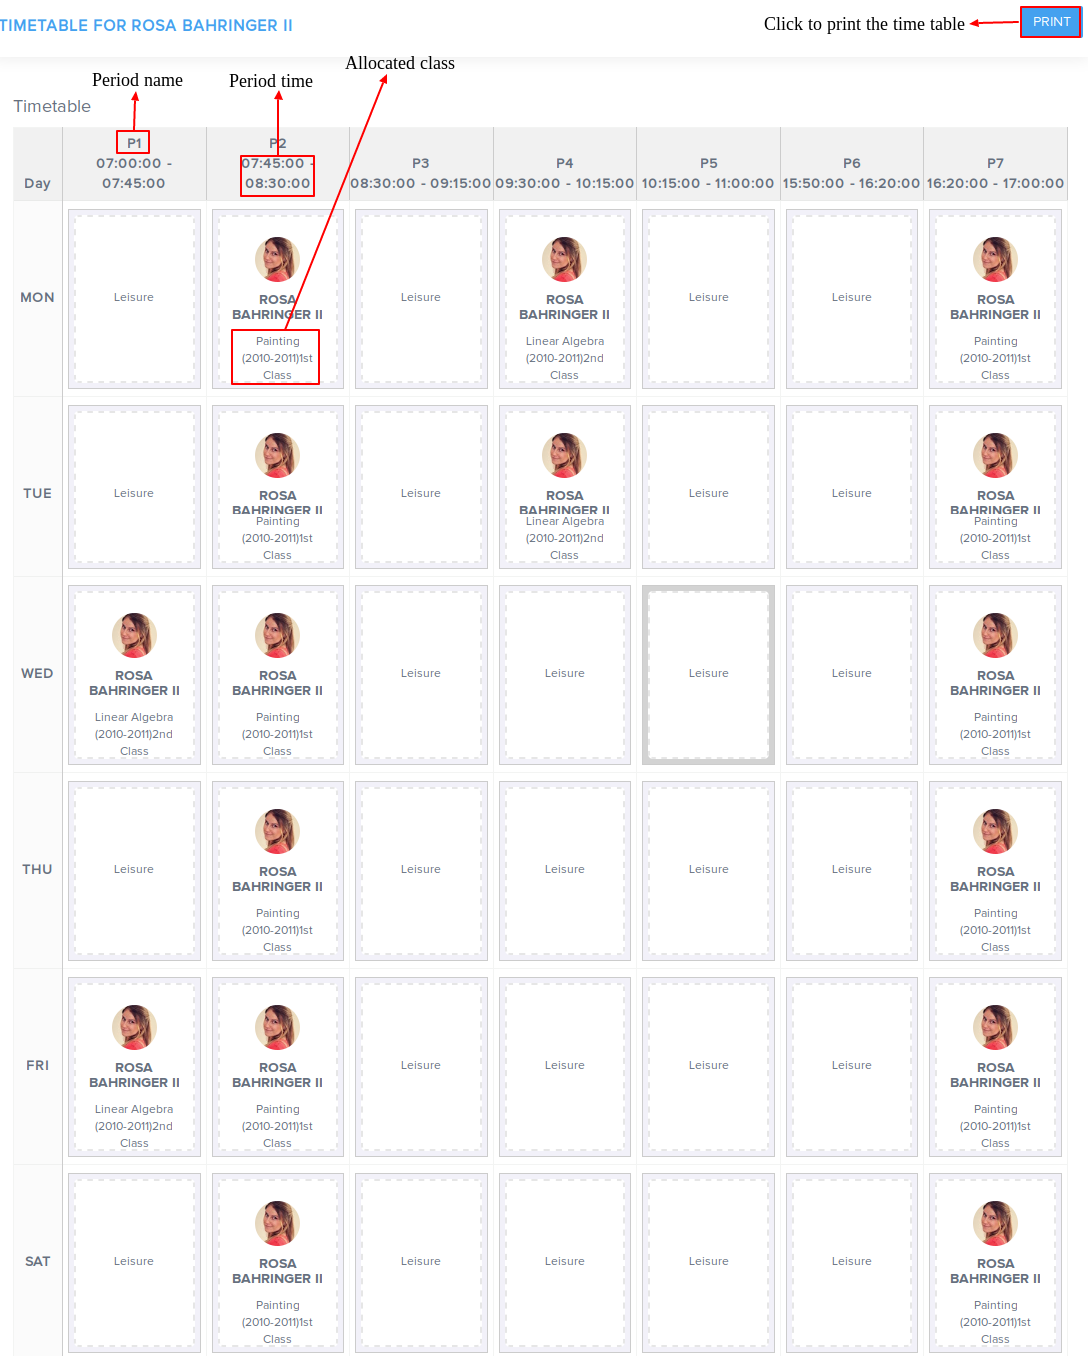 TIMETABLE FOR ROSA BAHRINGER II
Click to print the time table
PRINT
Allocated class
Period name
Period time
Timetable
Day
P1
07:00:00 -
07:45:00
P2
07:45:00 -
08:30:00
P3
08:30:00 - 09:15:00
P4
09:30:00 - 10:15:00
P5
10:15:00 - 11:00:00
P6
15:50:00 - 16:20:00
P7
16:20:00 - 17:00:00
MON
Leisure
ROSA
BAHRINGER II
Painting
(2010-2011)1st
Class
Leisure
ROSA
BAHRINGER II
Linear Algebra
(2010-2011)2nd
Class
Leisure
Leisure
ROSA
BAHRINGER II
Painting
(2010-2011)1st
Class
TUE
Leisure
ROSA
BAHRINGER II
Painting
(2010-2011)1st
Class
Leisure
ROSA
BAHRINGER II
Linear Algebra
(2010-2011)2nd
Class
Leisure
Leisure
ROSA
BAHRINGER II
Painting
(2010-2011)1st
Class
WED
ROSA
BAHRINGER II
Linear Algebra
(2010-2011)2nd
Class
ROSA
BAHRINGER II
Painting
(2010-2011)1st
Class
Leisure
Leisure
Leisure
Leisure
ROSA
BAHRINGER II
Painting
(2010-2011)1st
Class
THU
Leisure
ROSA
BAHRINGER II
Painting
(2010-2011)1st
Class
Leisure
Leisure
Leisure
Leisure
ROSA
BAHRINGER II
Painting
(2010-2011)1st
Class
FRI
ROSA
BAHRINGER II
Linear Algebra
(2010-2011)2nd
Class
ROSA
BAHRINGER II
Painting
(2010-2011)1st
Class
Leisure
Leisure
Leisure
Leisure
ROSA
BAHRINGER II
Painting
(2010-2011)1st
Class
SAT
Leisure
ROSA
BAHRINGER II
Painting
(2010-2011)1st
Class
Leisure
Leisure
Leisure
Leisure
ROSA
BAHRINGER II
Painting
(2010-2011)1st
Class